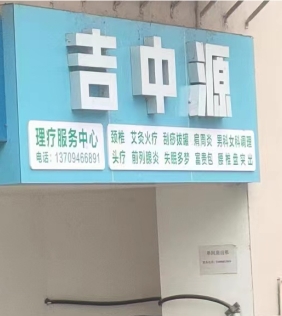 吉中源
理疗服务中心
电话：13709466891
颈椎 艾灸火疗 刮痧拔罐 肩周炎 男科女科调理
头疗 前列腺炎 失眠多梦 富贵包 腰椎盘突出